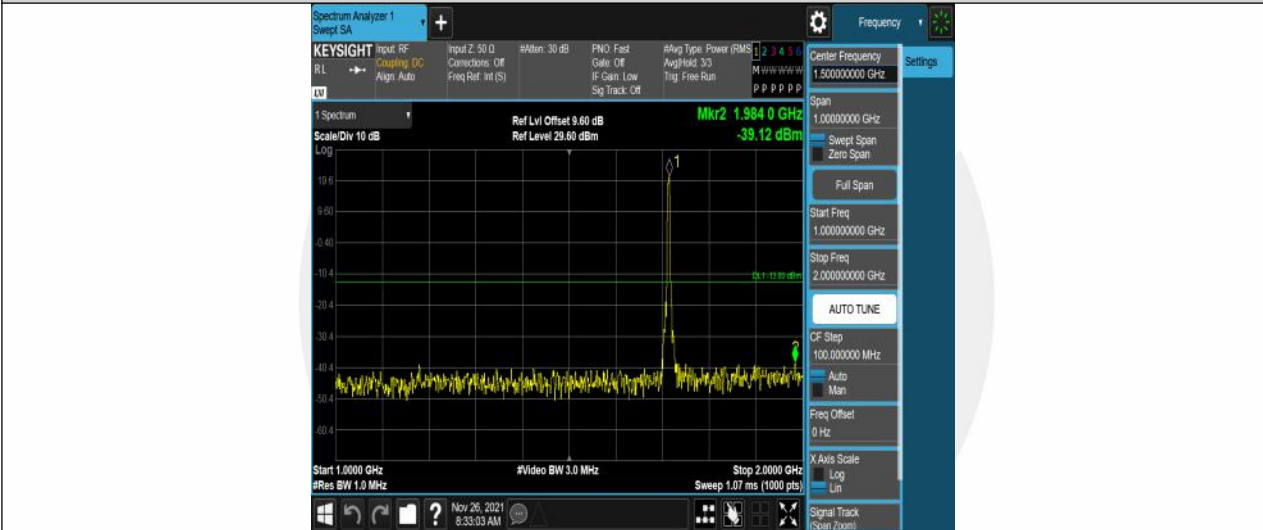 Spectrum Analyzer 1
Swept SA
+
Frequency
KEYSIGHT
RL
LV
Input: RF
Coupling: DC
Align: Auto
Input Z: 50 Ω
Corrections: Off
Freq Ref: Int (S)
#Atten: 30 dB
PNO: Fast
Gate: Off
IF Gain: Low
Sig Track: Off
#Avg Type: Power (RMS
Avg|Hold: 3/3
Trig: Free Run
1 2 3 4 5 6
M W W W W W
P P P P P P
1 Spectrum
Scale/Div 10 dB
Log
Ref Lvl Offset 9.60 dB
Ref Level 29.60 dBm
Mkr2 1.984 0 GHz
-39.12 dBm
19.6
9.60
-0.40
-10.4
-20.4
-30.4
-40.4
-50.4
-60.4
1
DL1 -13.00 dBm
2
Start 1.0000 GHz
#Res BW 1.0 MHz
#Video BW 3.0 MHz
Stop 2.0000 GHz
Sweep 1.07 ms (1000 pts)
?
Nov 26, 2021
8:33:03 AM
Center Frequency
1.500000000 GHz
Settings
Span
1.00000000 GHz
Swept Span
Zero Span
Full Span
Start Freq
1.000000000 GHz
Stop Freq
2.000000000 GHz
AUTO TUNE
CF Step
100.000000 MHz
Auto
Man
Freq Offset
0 Hz
X Axis Scale
Log
Lin
Signal Track
(Span Zoom)